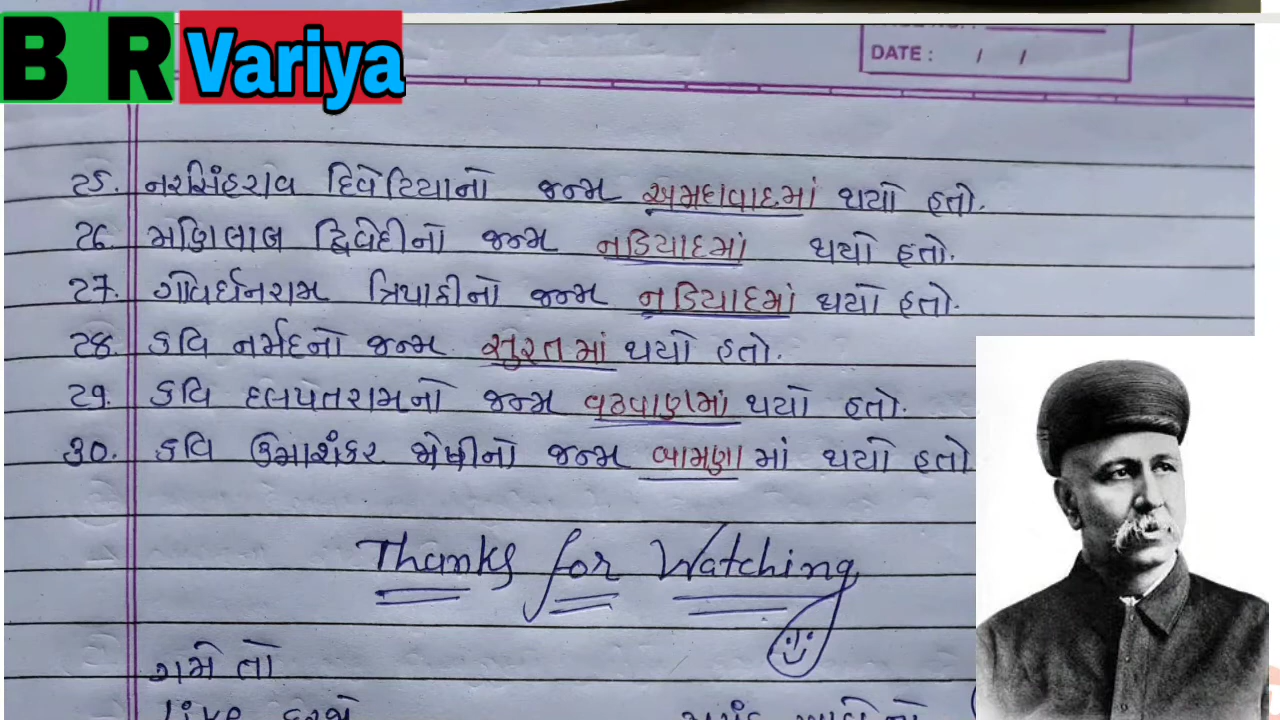 B R Variya
DATE : / /
૨૫. નરસિંહરાવ દિવેટિયાનો જન્મ અમદાવાદમાં થયો હતો.
૨૬. મણિલાલ દ્વિવેદીનો જન્મ નડિયાદમાં થયો હતો.
૨૭. ગોવર્ધનરામ ત્રિપાઠીનો જન્મ નડિયાદમાં થયો હતો.
૨૮. કવિ નર્મદનો જન્મ સુરતમાં થયો હતો.
૨૯. કવિ દલપતરામનો જન્મ વઢવાણમાં થયો હતો.
૩૦. કવિ ઉમાશંકર જોષીનો જન્મ બામણા માં થયો હતો
Thanks for Watching
ગમે તો
like કરજો